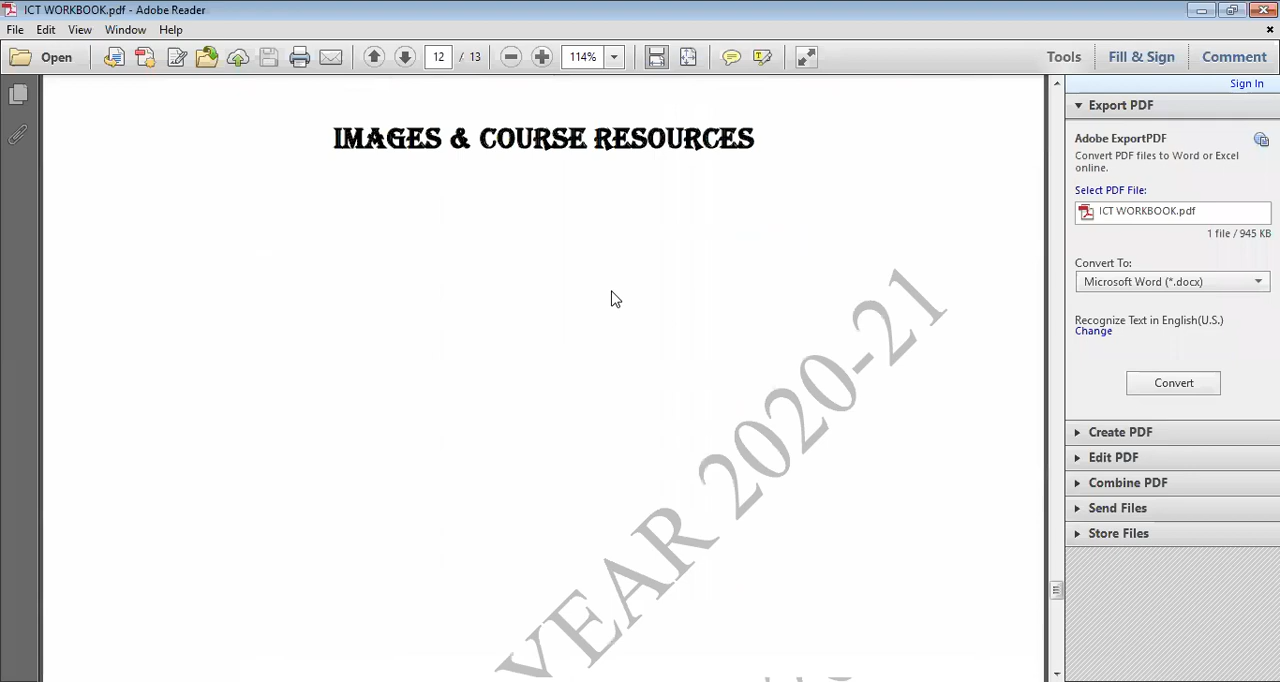 ICT WORKBOOK.pdf - Adobe Reader
File Edit View Window Help
Open 12 / 13 114% Tools Fill & Sign Comment
Sign In
Export PDF
Adobe ExportPDF
Convert PDF files to Word or Excel
online.
Select PDF File:
ICT WORKBOOK.pdf
1 file / 945 KB
Convert To:
Microsoft Word (*.docx)
Recognize Text in English(U.S.)
Change
Convert
Create PDF
Edit PDF
Combine PDF
Send Files
Store Files
IMAGES & COURSE RESOURCES
YEAR 2020-21